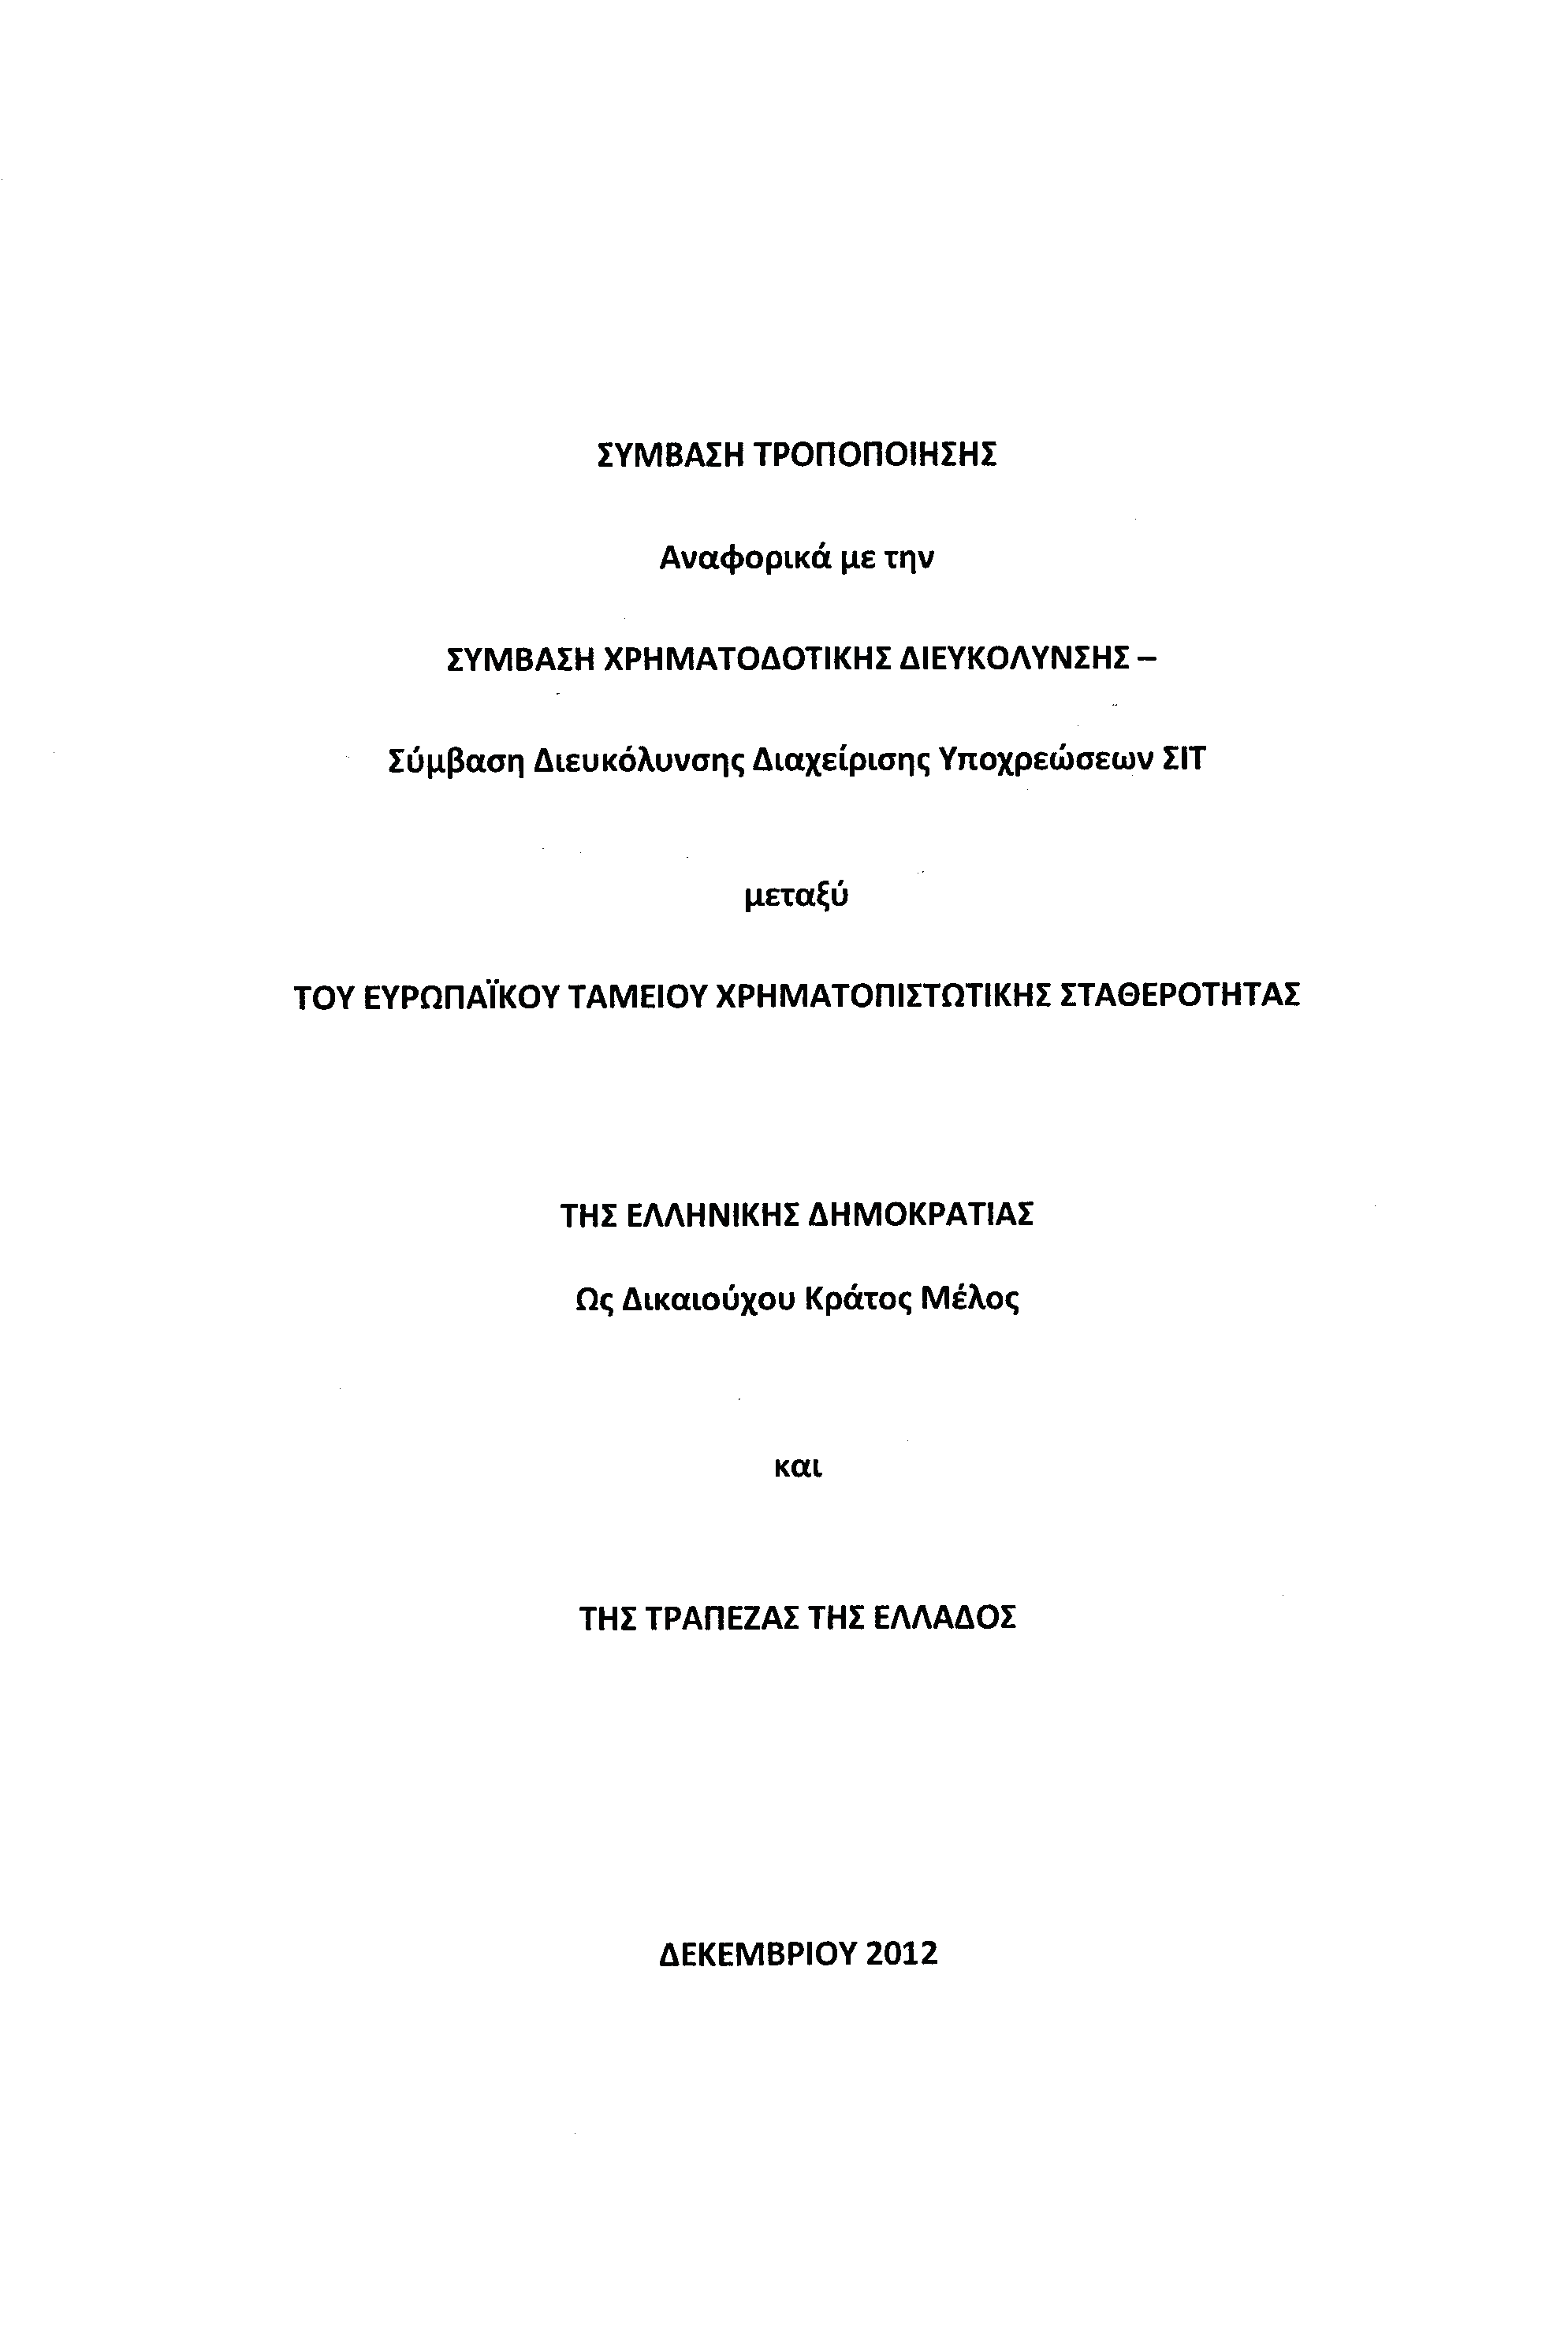 ΣΥΜΒΑΣΗ ΤΡΟΠΟΠΟΙΗΣΗΣ
Αναφορικά με την
ΣΥΜΒΑΣΗ ΧΡΗΜΑΤΟΔΟΤΙΚΗΣ ΔΙΕΥΚΟΛΥΝΣΗΣ –
Σύμβαση Διευκόλυνσης Διαχείρισης Υποχρεώσεων ΣΙΤ
μεταξύ
ΤΟΥ ΕΥΡΩΠΑΪΚΟΥ ΤΑΜΕΙΟΥ ΧΡΗΜΑΤΟΠΙΣΤΩΤΙΚΗΣ ΣΤΑΘΕΡΟΤΗΤΑΣ
ΤΗΣ ΕΛΛΗΝΙΚΗΣ ΔΗΜΟΚΡΑΤΙΑΣ
Ως Δικαιούχου Κράτος Μέλος
και
ΤΗΣ ΤΡΑΠΕΖΑΣ ΤΗΣ ΕΛΛΑΔΟΣ
ΔΕΚΕΜΒΡΙΟΥ 2012